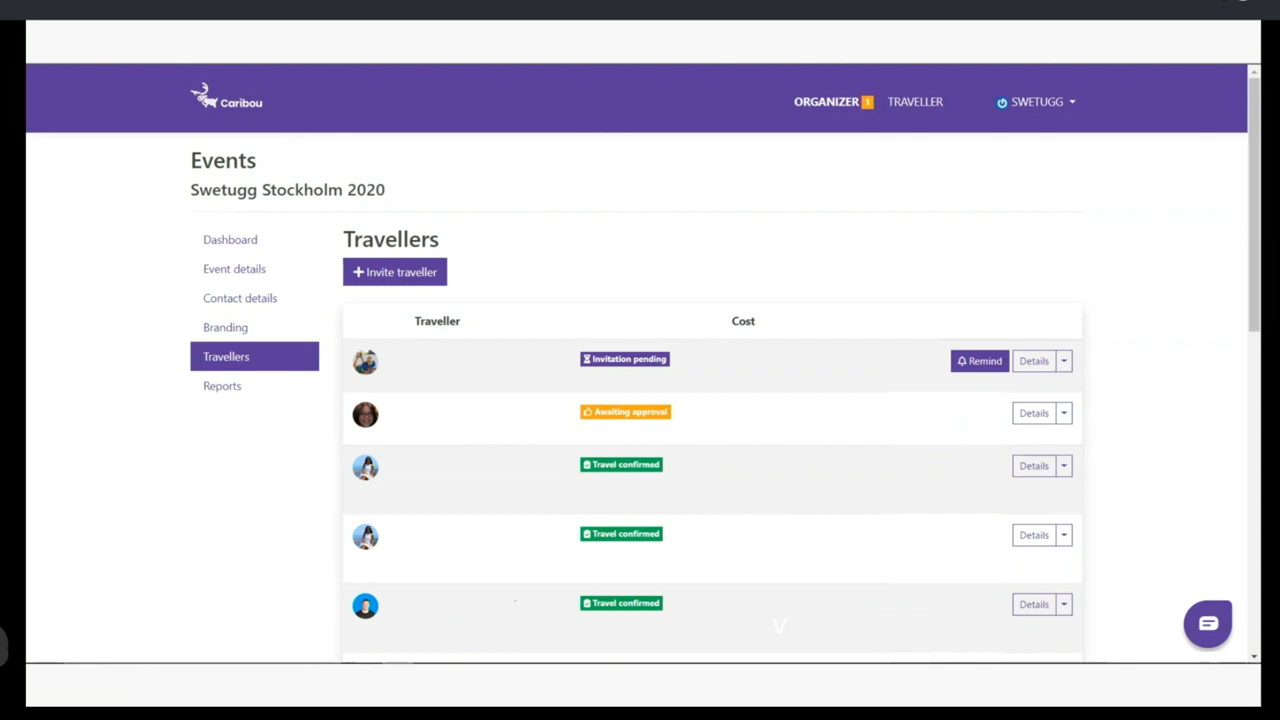 Caribou
ORGANIZER 1 TRAVELLER SWETUGG
Events
Swetugg Stockholm 2020
Dashboard
Event details
Contact details
Branding
Travellers
Reports
Travellers
Invite traveller
Traveller Cost
Invitation pending Remind Details
Awaiting approval Details
Travel confirmed Details
Travel confirmed Details
Travel confirmed Details
V